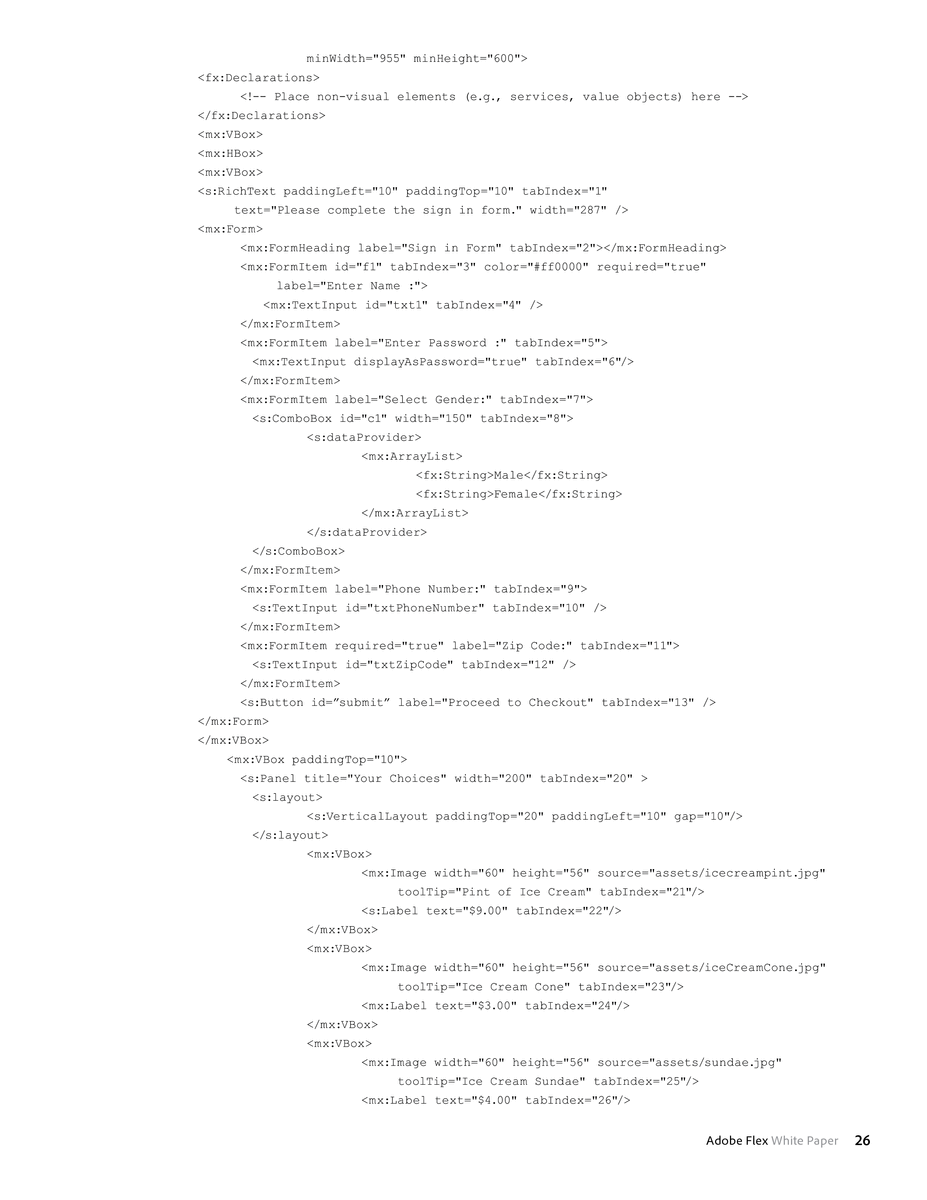 minWidth="955" minHeight="600">
<fx:Declarations>
<!-- Place non-visual elements (e.g., services, value objects) here -->
</fx:Declarations>
<mx:VBox>
<mx:HBox>
<mx:VBox>
<s:RichText paddingLeft="10" paddingTop="10" tabIndex="1"
text="Please complete the sign in form." width="287" />
<mx:Form>
<mx:FormHeading label="Sign in Form" tabIndex="2"></mx:FormHeading>
<mx:FormItem id="f1" tabIndex="3" color="#ff0000" required="true"
label="Enter Name :">
<mx:TextInput id="txt1" tabIndex="4" />
</mx:FormItem>
<mx:FormItem label="Enter Password :" tabIndex="5">
<mx:TextInput displayAsPassword="true" tabIndex="6"/>
</mx:FormItem>
<mx:FormItem label="Select Gender:" tabIndex="7">
<s:ComboBox id="c1" width="150" tabIndex="8">
<s:dataProvider>
<mx:ArrayList>
<fx:String>Male</fx:String>
<fx:String>Female</fx:String>
</mx:ArrayList>
</s:dataProvider>
</s:ComboBox>
</mx:FormItem>
<mx:FormItem label="Phone Number:" tabIndex="9">
<s:TextInput id="txtPhoneNumber" tabIndex="10" />
</mx:FormItem>
<mx:FormItem required="true" label="Zip Code:" tabIndex="11">
<s:TextInput id="txtZipCode" tabIndex="12" />
</mx:FormItem>
<s:Button id=”submit” label="Proceed to Checkout" tabIndex="13" />
</mx:Form>
</mx:VBox>
<mx:VBox paddingTop="10">
<s:Panel title="Your Choices" width="200" tabIndex="20" >
<s:layout>
<s:VerticalLayout paddingTop="20" paddingLeft="10" gap="10"/>
</s:layout>
<mx:VBox>
<mx:Image width="60" height="56" source="assets/icecreampint.jpg"
toolTip="Pint of Ice Cream" tabIndex="21"/>
<s:Label text="$9.00" tabIndex="22"/>
</mx:VBox>
<mx:VBox>
<mx:Image width="60" height="56" source="assets/iceCreamCone.jpg"
toolTip="Ice Cream Cone" tabIndex="23"/>
<mx:Label text="$3.00" tabIndex="24"/>
</mx:VBox>
<mx:VBox>
<mx:Image width="60" height="56" source="assets/sundae.jpg"
toolTip="Ice Cream Sundae" tabIndex="25"/>
<mx:Label text="$4.00" tabIndex="26"/>
Adobe Flex White Paper 26